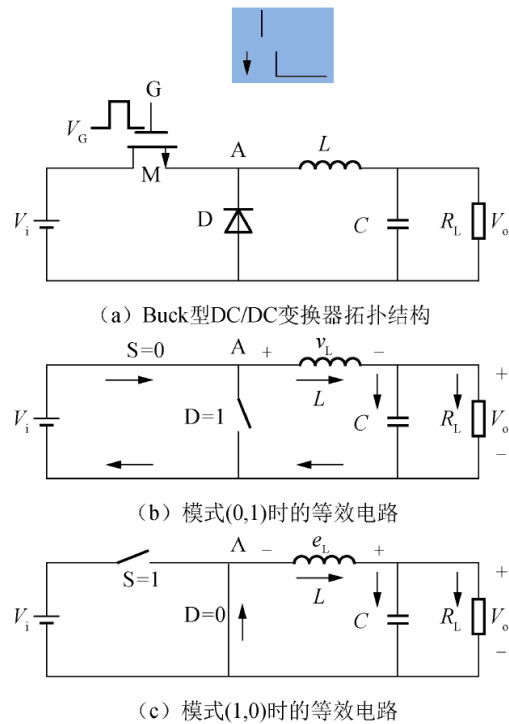 G
V_G
A
L
M
V_i
D
C
R_L
V_o
(a) Buck型DC/DC变换器拓扑结构
S=0
A
+
v_L
−
L
V_i
D=1
C
R_L
+
V_o
−
(b) 模式(0,1)时的等效电路
S=1
A
−
e_L
+
L
V_i
D=0
C
R_L
+
V_o
−
(c) 模式(1,0)时的等效电路